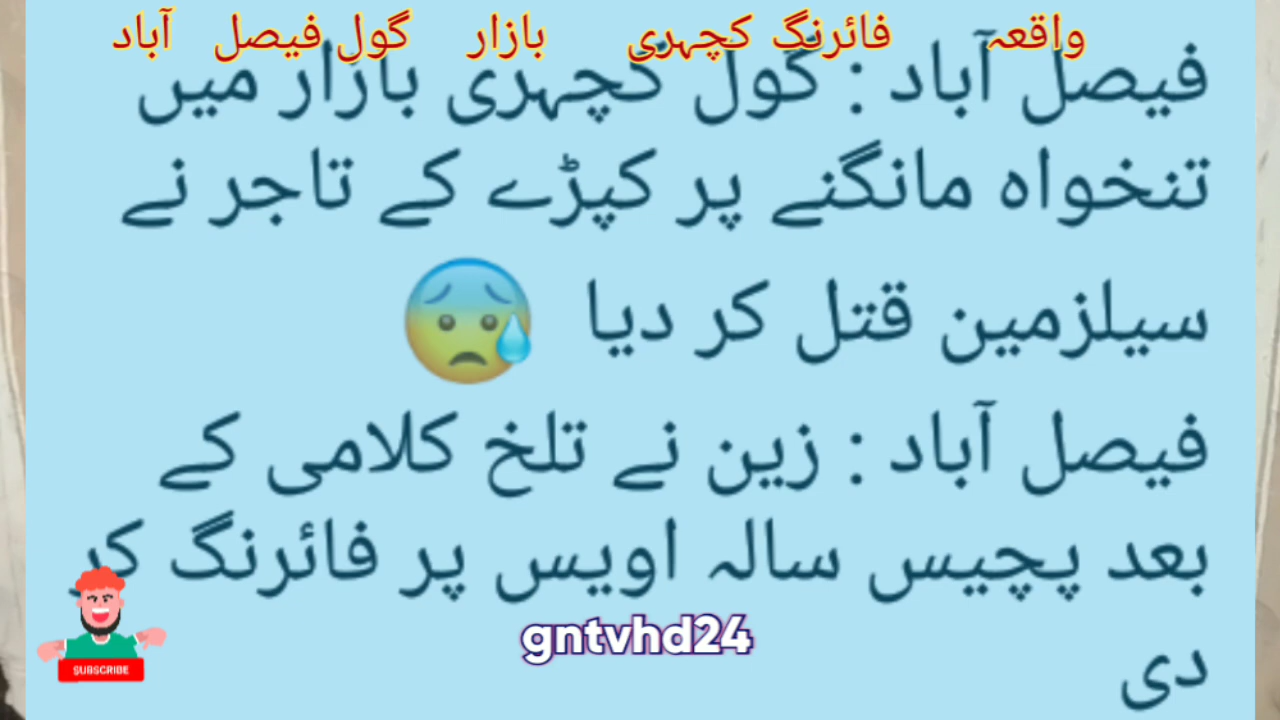 واقعہ فائرنگ کچہری بازار گول فیصل آباد
فیصل آباد : گول کچہری بازار میں
تنخواہ مانگنے پر کپڑے کے تاجر نے
سیلزمین قتل کر دیا 😰
فیصل آباد : زین نے تلخ کلامی کے
بعد پچیس سالہ اویس پر فائرنگ کر
دی
gntvhd24
SUBSCRIBE